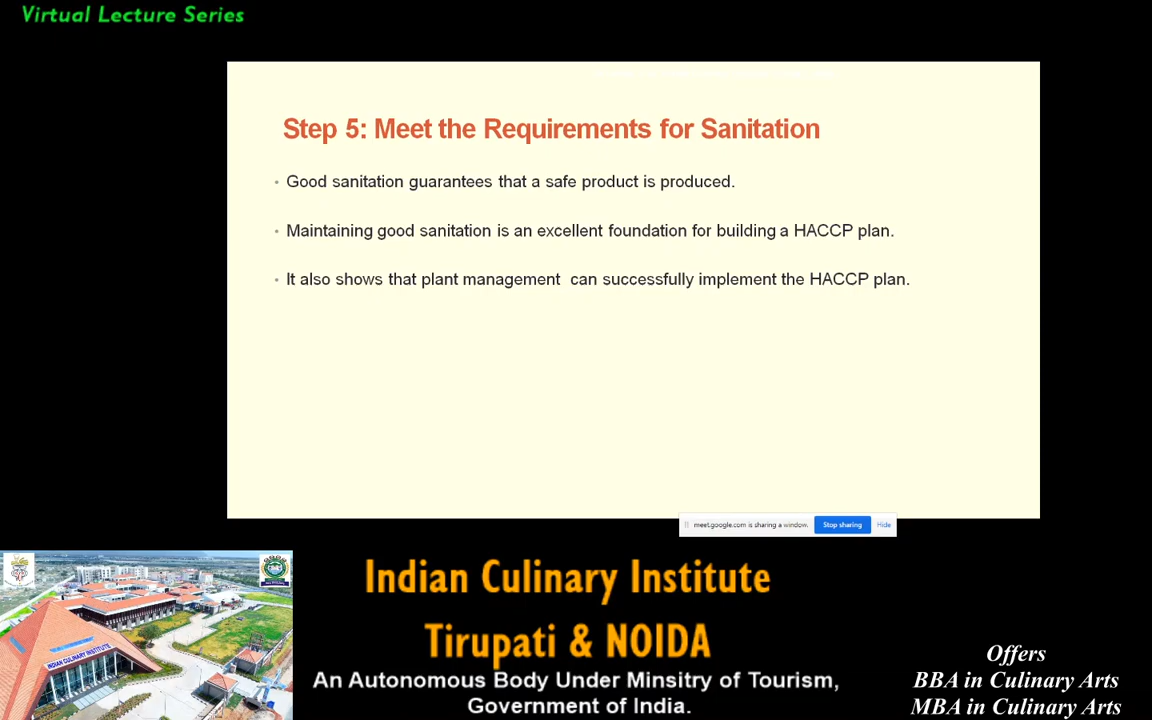 Virtual Lecture Series
Step 5: Meet the Requirements for Sanitation
• Good sanitation guarantees that a safe product is produced.
• Maintaining good sanitation is an excellent foundation for building a HACCP plan.
• It also shows that plant management can successfully implement the HACCP plan.
meet.google.com is sharing a window. Stop sharing Hide
INDIAN CULINARY INSTITUTE
Indian Culinary Institute
Tirupati & NOIDA
An Autonomous Body Under Minsitry of Tourism,
Government of India.
Offers
BBA in Culinary Arts
MBA in Culinary Arts